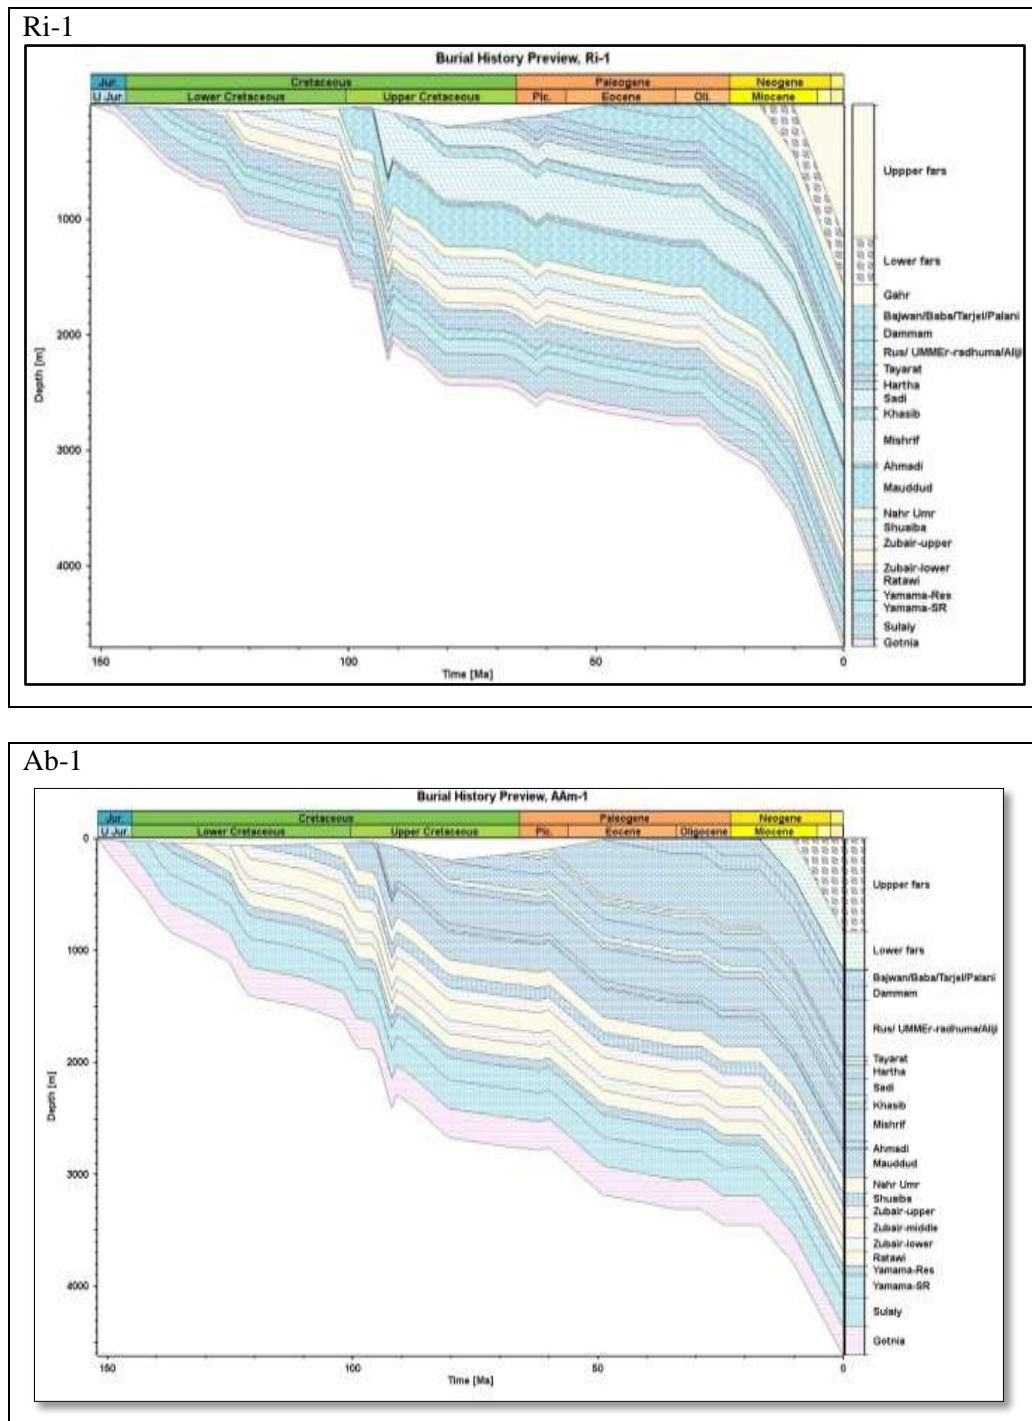 Ri-1
Burial History Preview, Ri-1
Jur. Cretaceous Paleogene Neogene
U Jur Lower Cretaceous Upper Cretaceous Plc. Eocene Oli. Miocene
Uppper fars
1000
Lower fars
Gahr
Bajwan/Baba/Tarjel/Palani
2000
Dammam
Rus/ UMMEr-radhuma/Aliji
Tayarat
Depth [m]
Hartha
Sadi
Khasib
Mishrif
3000
Ahmadi
Mauddud
Nahr Umr
Shuaiba
Zubair-upper
4000
Zubair-lower
Ratawi
Yamama-Res
Yamama-SR
Sulaly
Gotnia
150 100 50 0
Time [Ma]
Ab-1
Burial History Preview, AAm-1
Jur. Cretaceous Paleogene Neogene
U Jur. Lower Cretaceous Upper Cretaceous Plc. Eocene Oligocene Miocene
0
Uppper fars
1000
Lower fars
Bajwan/Baba/Tarjel/Palani
Dammam
Rus/ UMMEr-radhuma/Aliji
2000
Tayarat
Hartha
Depth [m]
Sadi
Khasib
Mishrif
Ahmadi
Mauddud
3000
Nahr Umr
Shuaiba
Zubair-upper
Zubair-middle
Zubair-lower
Ratawi
Yamama-Res
4000
Yamama-SR
Sulaly
Gotnia
150 100 50 0
Time [Ma]